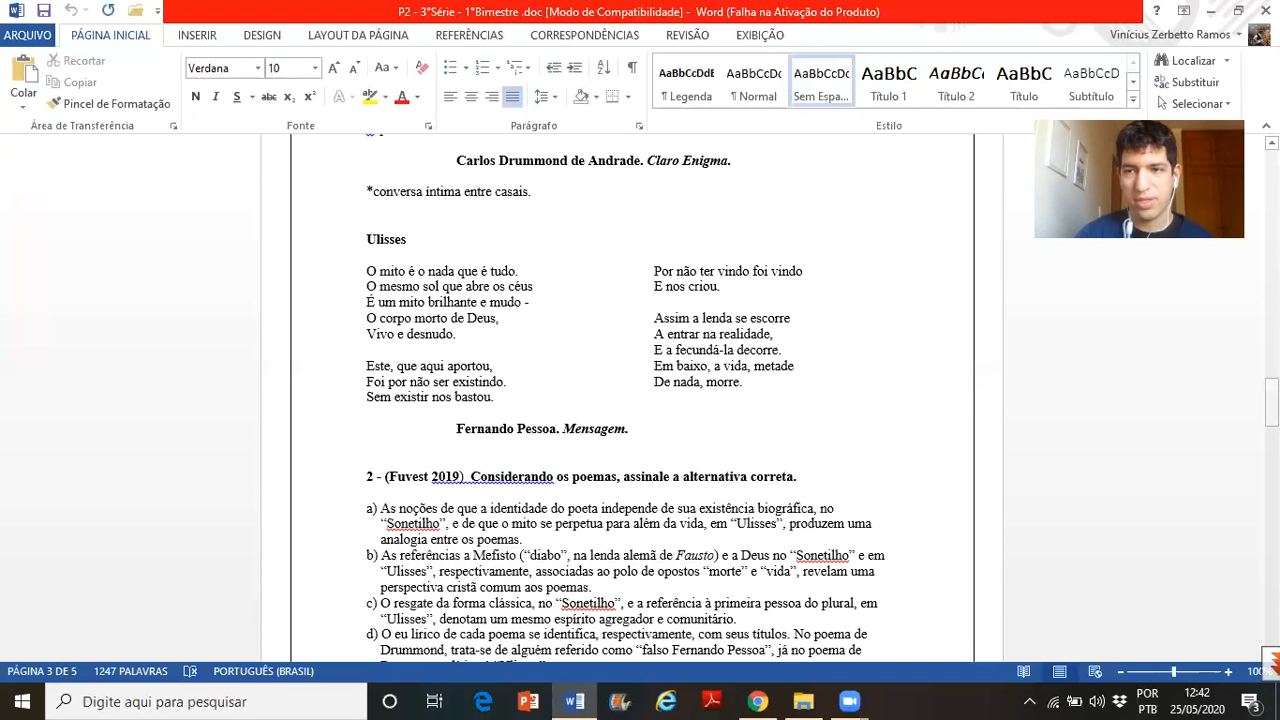 P2 - 3°Série - 1°Bimestre .doc [Modo de Compatibilidade] - Word (Falha na Ativação do Produto)
ARQUIVO PÁGINA INICIAL INSERIR DESIGN LAYOUT DA PÁGINA REFERÊNCIAS CORRESPONDÊNCIAS REVISÃO EXIBIÇÃO Vinícius Zerbetto Ramos
Colar
Recortar
Copiar
Pincel de Formatação
Área de Transferência
Verdana 10
N I S abc x₂ x²
Fonte
Parágrafo
AaBbCcDdE AaBbCcDc AaBbCcDc AaBbC AaBbC AaBbC AaBbCcD
¶ Legenda ¶ Normal Sem Espa... Título 1 Título 2 Título Subtítulo
Estilo
Localizar
Substituir
Selecionar
Edição
Carlos Drummond de Andrade. Claro Enigma.
*conversa íntima entre casais.
Ulisses
O mito é o nada que é tudo.
O mesmo sol que abre os céus
É um mito brilhante e mudo -
O corpo morto de Deus,
Vivo e desnudo.
Este, que aqui aportou,
Foi por não ser existindo.
Sem existir nos bastou.
Por não ter vindo foi vindo
E nos criou.
Assim a lenda se escorre
A entrar na realidade,
E a fecundá-la decorre.
Em baixo, a vida, metade
De nada, morre.
Fernando Pessoa. Mensagem.
2 - (Fuvest 2019) Considerando os poemas, assinale a alternativa correta.
a) As noções de que a identidade do poeta independe de sua existência biográfica, no
“Sonetilho”, e de que o mito se perpetua para além da vida, em “Ulisses”, produzem uma
analogia entre os poemas.
b) As referências a Mefisto (“diabo”, na lenda alemã de Fausto) e a Deus no “Sonetilho” e em
“Ulisses”, respectivamente, associadas ao polo de opostos “morte” e “vida”, revelam uma
perspectiva cristã comum aos poemas.
c) O resgate da forma clássica, no “Sonetilho”, e a referência à primeira pessoa do plural, em
“Ulisses”, denotam um mesmo espírito agregador e comunitário.
d) O eu lírico de cada poema se identifica, respectivamente, com seus títulos. No poema de
Drummond, trata-se de alguém referido como “falso Fernando Pessoa”, já no poema de
PÁGINA 3 DE 5 1247 PALAVRAS PORTUGUÊS (BRASIL) 100%
Digite aqui para pesquisar
POR
PTB
12:42
25/05/2020
3